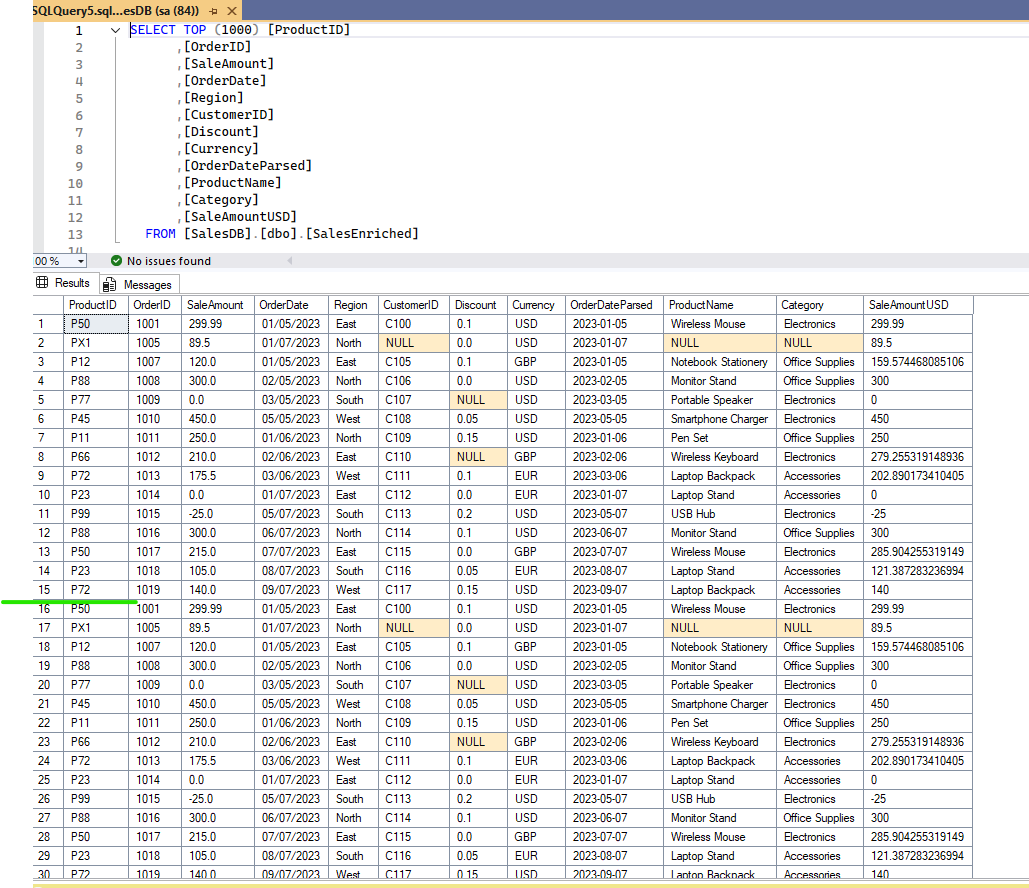 SQLQuery5.sql...esDB (sa (84))
1 SELECT TOP (1000) [ProductID]
2 ,[OrderID]
3 ,[SaleAmount]
4 ,[OrderDate]
5 ,[Region]
6 ,[CustomerID]
7 ,[Discount]
8 ,[Currency]
9 ,[OrderDateParsed]
10 ,[ProductName]
11 ,[Category]
12 ,[SaleAmountUSD]
13 FROM [SalesDB].[dbo].[SalesEnriched]
14
00 % No issues found
Results Messages
ProductID OrderID SaleAmount OrderDate Region CustomerID Discount Currency OrderDateParsed ProductName Category SaleAmountUSD
1 P50 1001 299.99 01/05/2023 East C100 0.1 USD 2023-01-05 Wireless Mouse Electronics 299.99
2 PX1 1005 89.5 01/07/2023 North NULL 0.0 USD 2023-01-07 NULL NULL 89.5
3 P12 1007 120.0 01/05/2023 East C105 0.1 GBP 2023-01-05 Notebook Stationery Office Supplies 159.574468085106
4 P88 1008 300.0 02/05/2023 North C106 0.0 USD 2023-02-05 Monitor Stand Office Supplies 300
5 P77 1009 0.0 03/05/2023 South C107 NULL USD 2023-03-05 Portable Speaker Electronics 0
6 P45 1010 450.0 05/05/2023 West C108 0.05 USD 2023-05-05 Smartphone Charger Electronics 450
7 P11 1011 250.0 01/06/2023 North C109 0.15 USD 2023-01-06 Pen Set Office Supplies 250
8 P66 1012 210.0 02/06/2023 East C110 NULL GBP 2023-02-06 Wireless Keyboard Electronics 279.255319148936
9 P72 1013 175.5 03/06/2023 West C111 0.1 EUR 2023-03-06 Laptop Backpack Accessories 202.890173410405
10 P23 1014 0.0 01/07/2023 East C112 0.0 EUR 2023-01-07 Laptop Stand Accessories 0
11 P99 1015 -25.0 05/07/2023 South C113 0.2 USD 2023-05-07 USB Hub Electronics -25
12 P88 1016 300.0 06/07/2023 North C114 0.1 USD 2023-06-07 Monitor Stand Office Supplies 300
13 P50 1017 215.0 07/07/2023 East C115 0.0 GBP 2023-07-07 Wireless Mouse Electronics 285.904255319149
14 P23 1018 105.0 08/07/2023 South C116 0.05 EUR 2023-08-07 Laptop Stand Accessories 121.387283236994
15 P72 1019 140.0 09/07/2023 West C117 0.15 USD 2023-09-07 Laptop Backpack Accessories 140
16 P50 1001 299.99 01/05/2023 East C100 0.1 USD 2023-01-05 Wireless Mouse Electronics 299.99
17 PX1 1005 89.5 01/07/2023 North NULL 0.0 USD 2023-01-07 NULL NULL 89.5
18 P12 1007 120.0 01/05/2023 East C105 0.1 GBP 2023-01-05 Notebook Stationery Office Supplies 159.574468085106
19 P88 1008 300.0 02/05/2023 North C106 0.0 USD 2023-02-05 Monitor Stand Office Supplies 300
20 P77 1009 0.0 03/05/2023 South C107 NULL USD 2023-03-05 Portable Speaker Electronics 0
21 P45 1010 450.0 05/05/2023 West C108 0.05 USD 2023-05-05 Smartphone Charger Electronics 450
22 P11 1011 250.0 01/06/2023 North C109 0.15 USD 2023-01-06 Pen Set Office Supplies 250
23 P66 1012 210.0 02/06/2023 East C110 NULL GBP 2023-02-06 Wireless Keyboard Electronics 279.255319148936
24 P72 1013 175.5 03/06/2023 West C111 0.1 EUR 2023-03-06 Laptop Backpack Accessories 202.890173410405
25 P23 1014 0.0 01/07/2023 East C112 0.0 EUR 2023-01-07 Laptop Stand Accessories 0
26 P99 1015 -25.0 05/07/2023 South C113 0.2 USD 2023-05-07 USB Hub Electronics -25
27 P88 1016 300.0 06/07/2023 North C114 0.1 USD 2023-06-07 Monitor Stand Office Supplies 300
28 P50 1017 215.0 07/07/2023 East C115 0.0 GBP 2023-07-07 Wireless Mouse Electronics 285.904255319149
29 P23 1018 105.0 08/07/2023 South C116 0.05 EUR 2023-08-07 Laptop Stand Accessories 121.387283236994
30 P72 1019 140.0 09/07/2023 West C117 0.15 USD 2023-09-07 Laptop Backpack Accessories 140